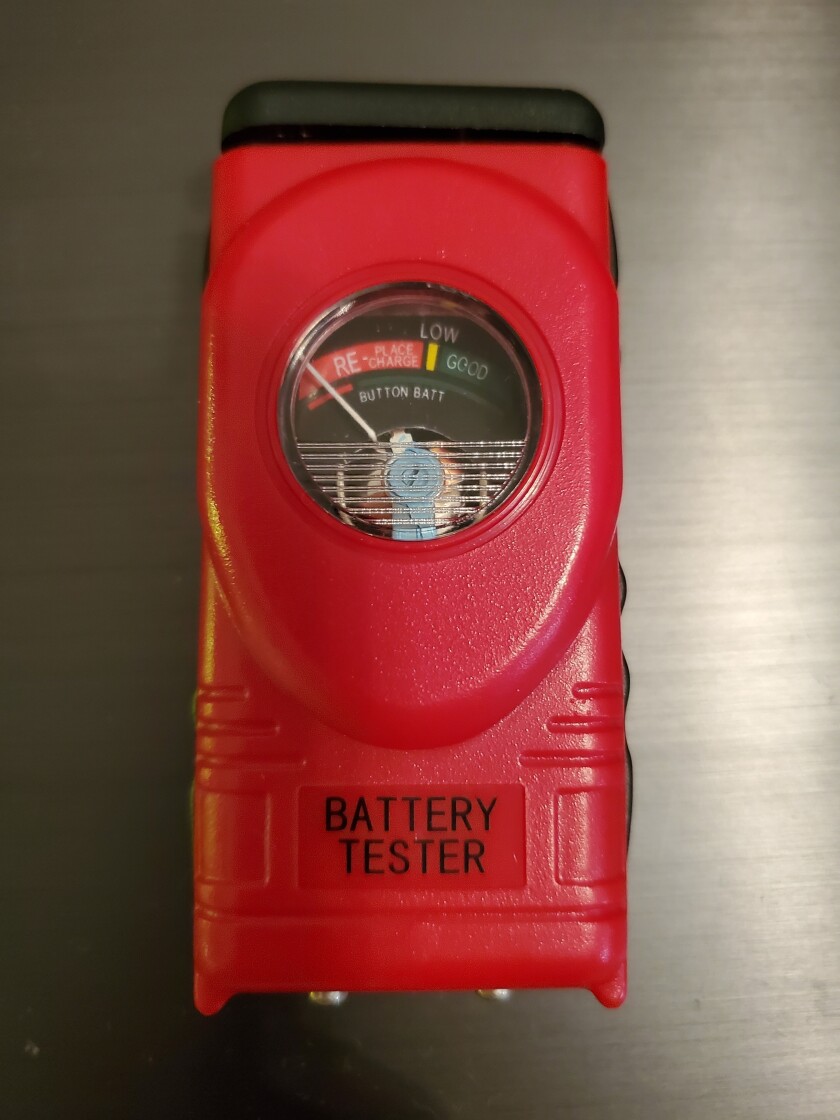 LOW
RE-PLACE
CHARGE
GOOD
BUTTON BATT
BATTERY
TESTER